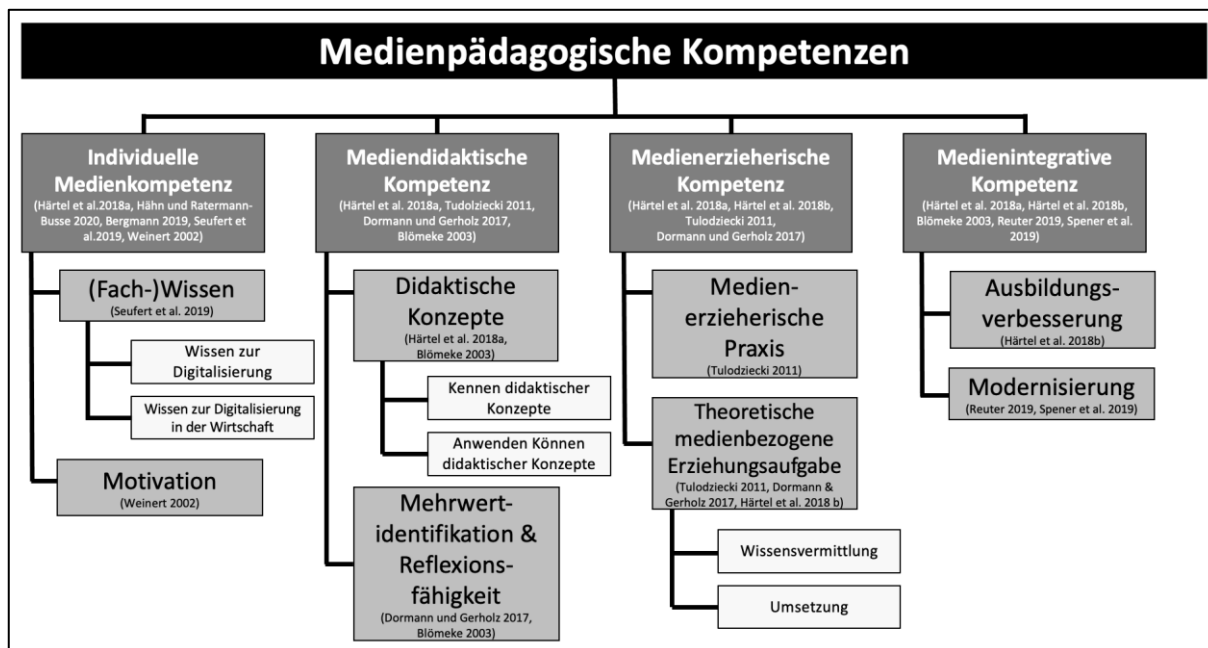 Medienpädagogische Kompetenzen
Individuelle
Medienkompetenz
(Härtel et al.2018a, Hähn und Ratermann-
Busse 2020, Bergmann 2019, Seufert et
al.2019, Weinert 2002)
(Fach-)Wissen
(Seufert et al. 2019)
Wissen zur
Digitalisierung
Wissen zur Digitalisierung
in der Wirtschaft
Motivation
(Weinert 2002)
Mediendidaktische
Kompetenz
(Härtel et al. 2018a, Tudolziecki 2011,
Dormann und Gerholz 2017,
Blömeke 2003)
Didaktische
Konzepte
(Härtel et al. 2018a,
Blömeke 2003)
Kennen didaktischer
Konzepte
Anwenden Können
didaktischer Konzepte
Mehrwert-
identifikation &
Reflexions-
fähigkeit
(Dormann und Gerholz 2017,
Blömeke 2003)
Medienerzieherische
Kompetenz
(Härtel et al. 2018a, Härtel et al. 2018b,
Tulodziecki 2011,
Dormann und Gerholz 2017)
Medien-
erzieherische
Praxis
(Tulodziecki 2011)
Theoretische
medienbezogene
Erziehungsaufgabe
(Tulodziecki 2011, Dormann &
Gerholz 2017, Härtel et al. 2018 b)
Wissensvermittlung
Umsetzung
Medienintegrative
Kompetenz
(Härtel et al. 2018a, Härtel et al. 2018b,
Blömeke 2003, Reuter 2019, Spener et al.
2019)
Ausbildungs-
verbesserung
(Härtel et al. 2018b)
Modernisierung
(Reuter 2019, Spener et al. 2019)